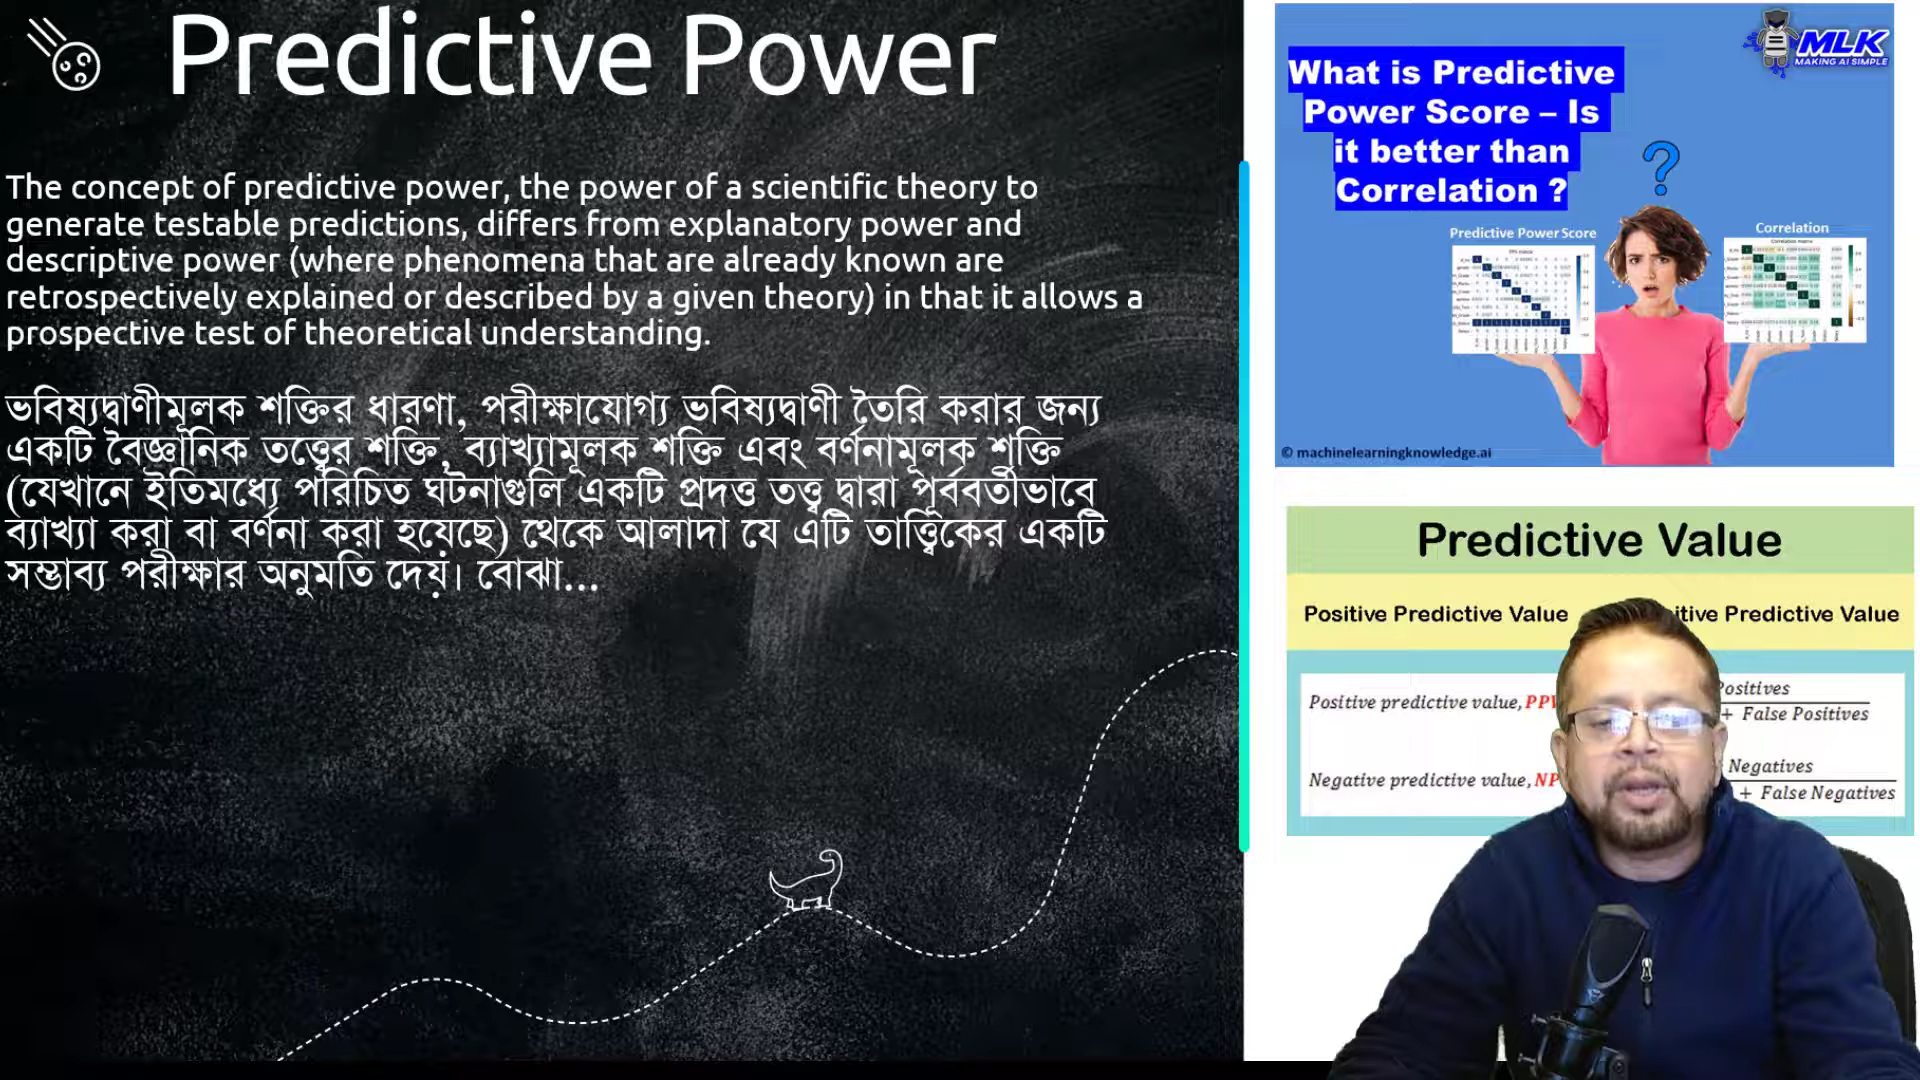 Predictive Power
The concept of predictive power, the power of a scientific theory to
generate testable predictions, differs from explanatory power and
descriptive power (where phenomena that are already known are
retrospectively explained or described by a given theory) in that it allows a
prospective test of theoretical understanding.
ভবিষ্যদ্বাণীমূলক শক্তির ধারণা, পরীক্ষাযোগ্য ভবিষ্যদ্বাণী তৈরি করার জন্য
একটি বৈজ্ঞানিক তত্ত্বের শক্তি, ব্যাখ্যামূলক শক্তি এবং বর্ণনামূলক শক্তি
(যেখানে ইতিমধ্যে পরিচিত ঘটনাগুলি একটি প্রদত্ত তত্ত্ব দ্বারা পূর্ববর্তীভাবে
ব্যাখ্যা করা বা বর্ণনা করা হয়েছে) থেকে আলাদা যে এটি তাত্ত্বিকের একটি
সম্ভাব্য পরীক্ষার অনুমতি দেয়। বোঝা...
MLK
MAKING AI SIMPLE
What is Predictive
Power Score – Is
it better than
Correlation ?
Predictive Power Score
Correlation
© machinelearningknowledge.ai
Predictive Value
Positive Predictive Value
Predictive Value
Positive predictive value,
Positives
+ False Positives
Negative predictive value,
Negatives
+ False Negatives